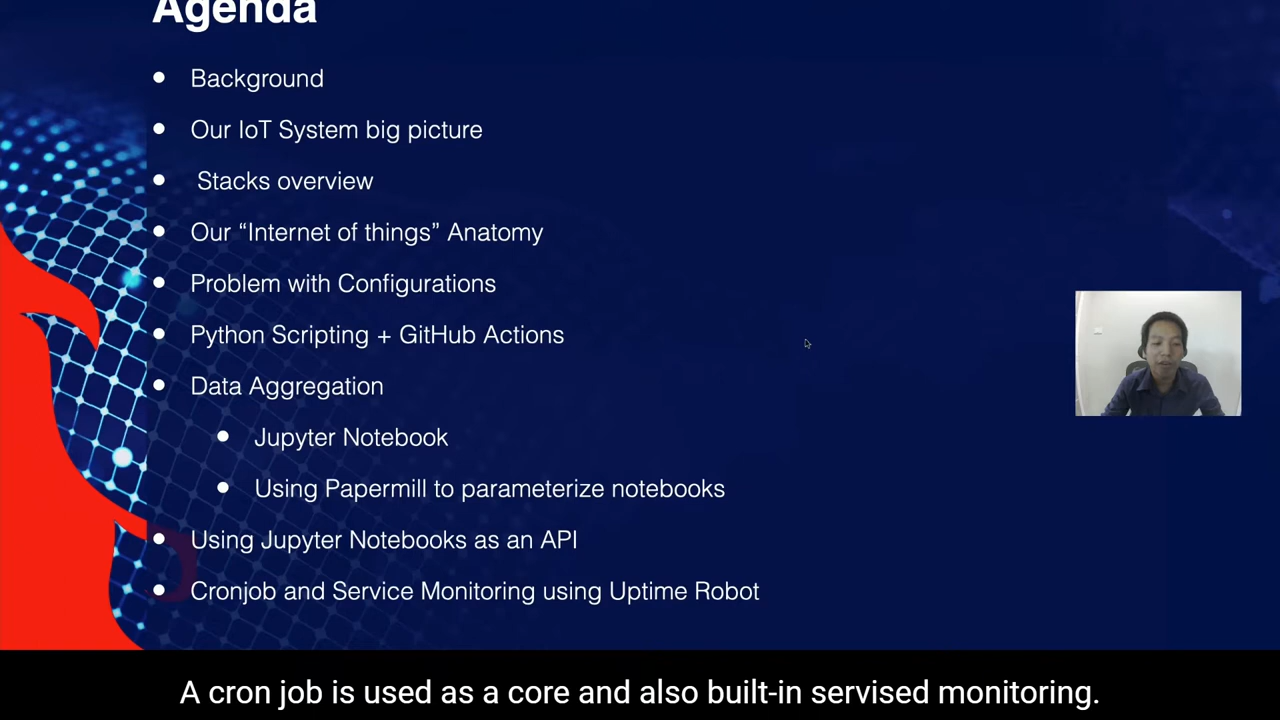 Agenda
Background
Our IoT System big picture
Stacks overview
Our “Internet of things” Anatomy
Problem with Configurations
Python Scripting + GitHub Actions
Data Aggregation
Jupyter Notebook
Using Papermill to parameterize notebooks
Using Jupyter Notebooks as an API
Cronjob and Service Monitoring using Uptime Robot
A cron job is used as a core and also built-in servised monitoring.